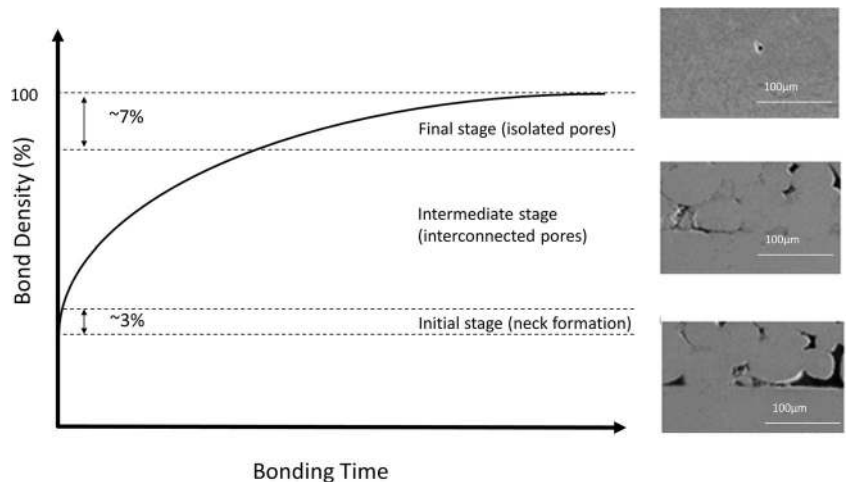 100
~7%
Final stage (isolated pores)
Intermediate stage
(interconnected pores)
~3%
Initial stage (neck formation)
Bond Density (%)
Bonding Time
100µm
100µm
100µm